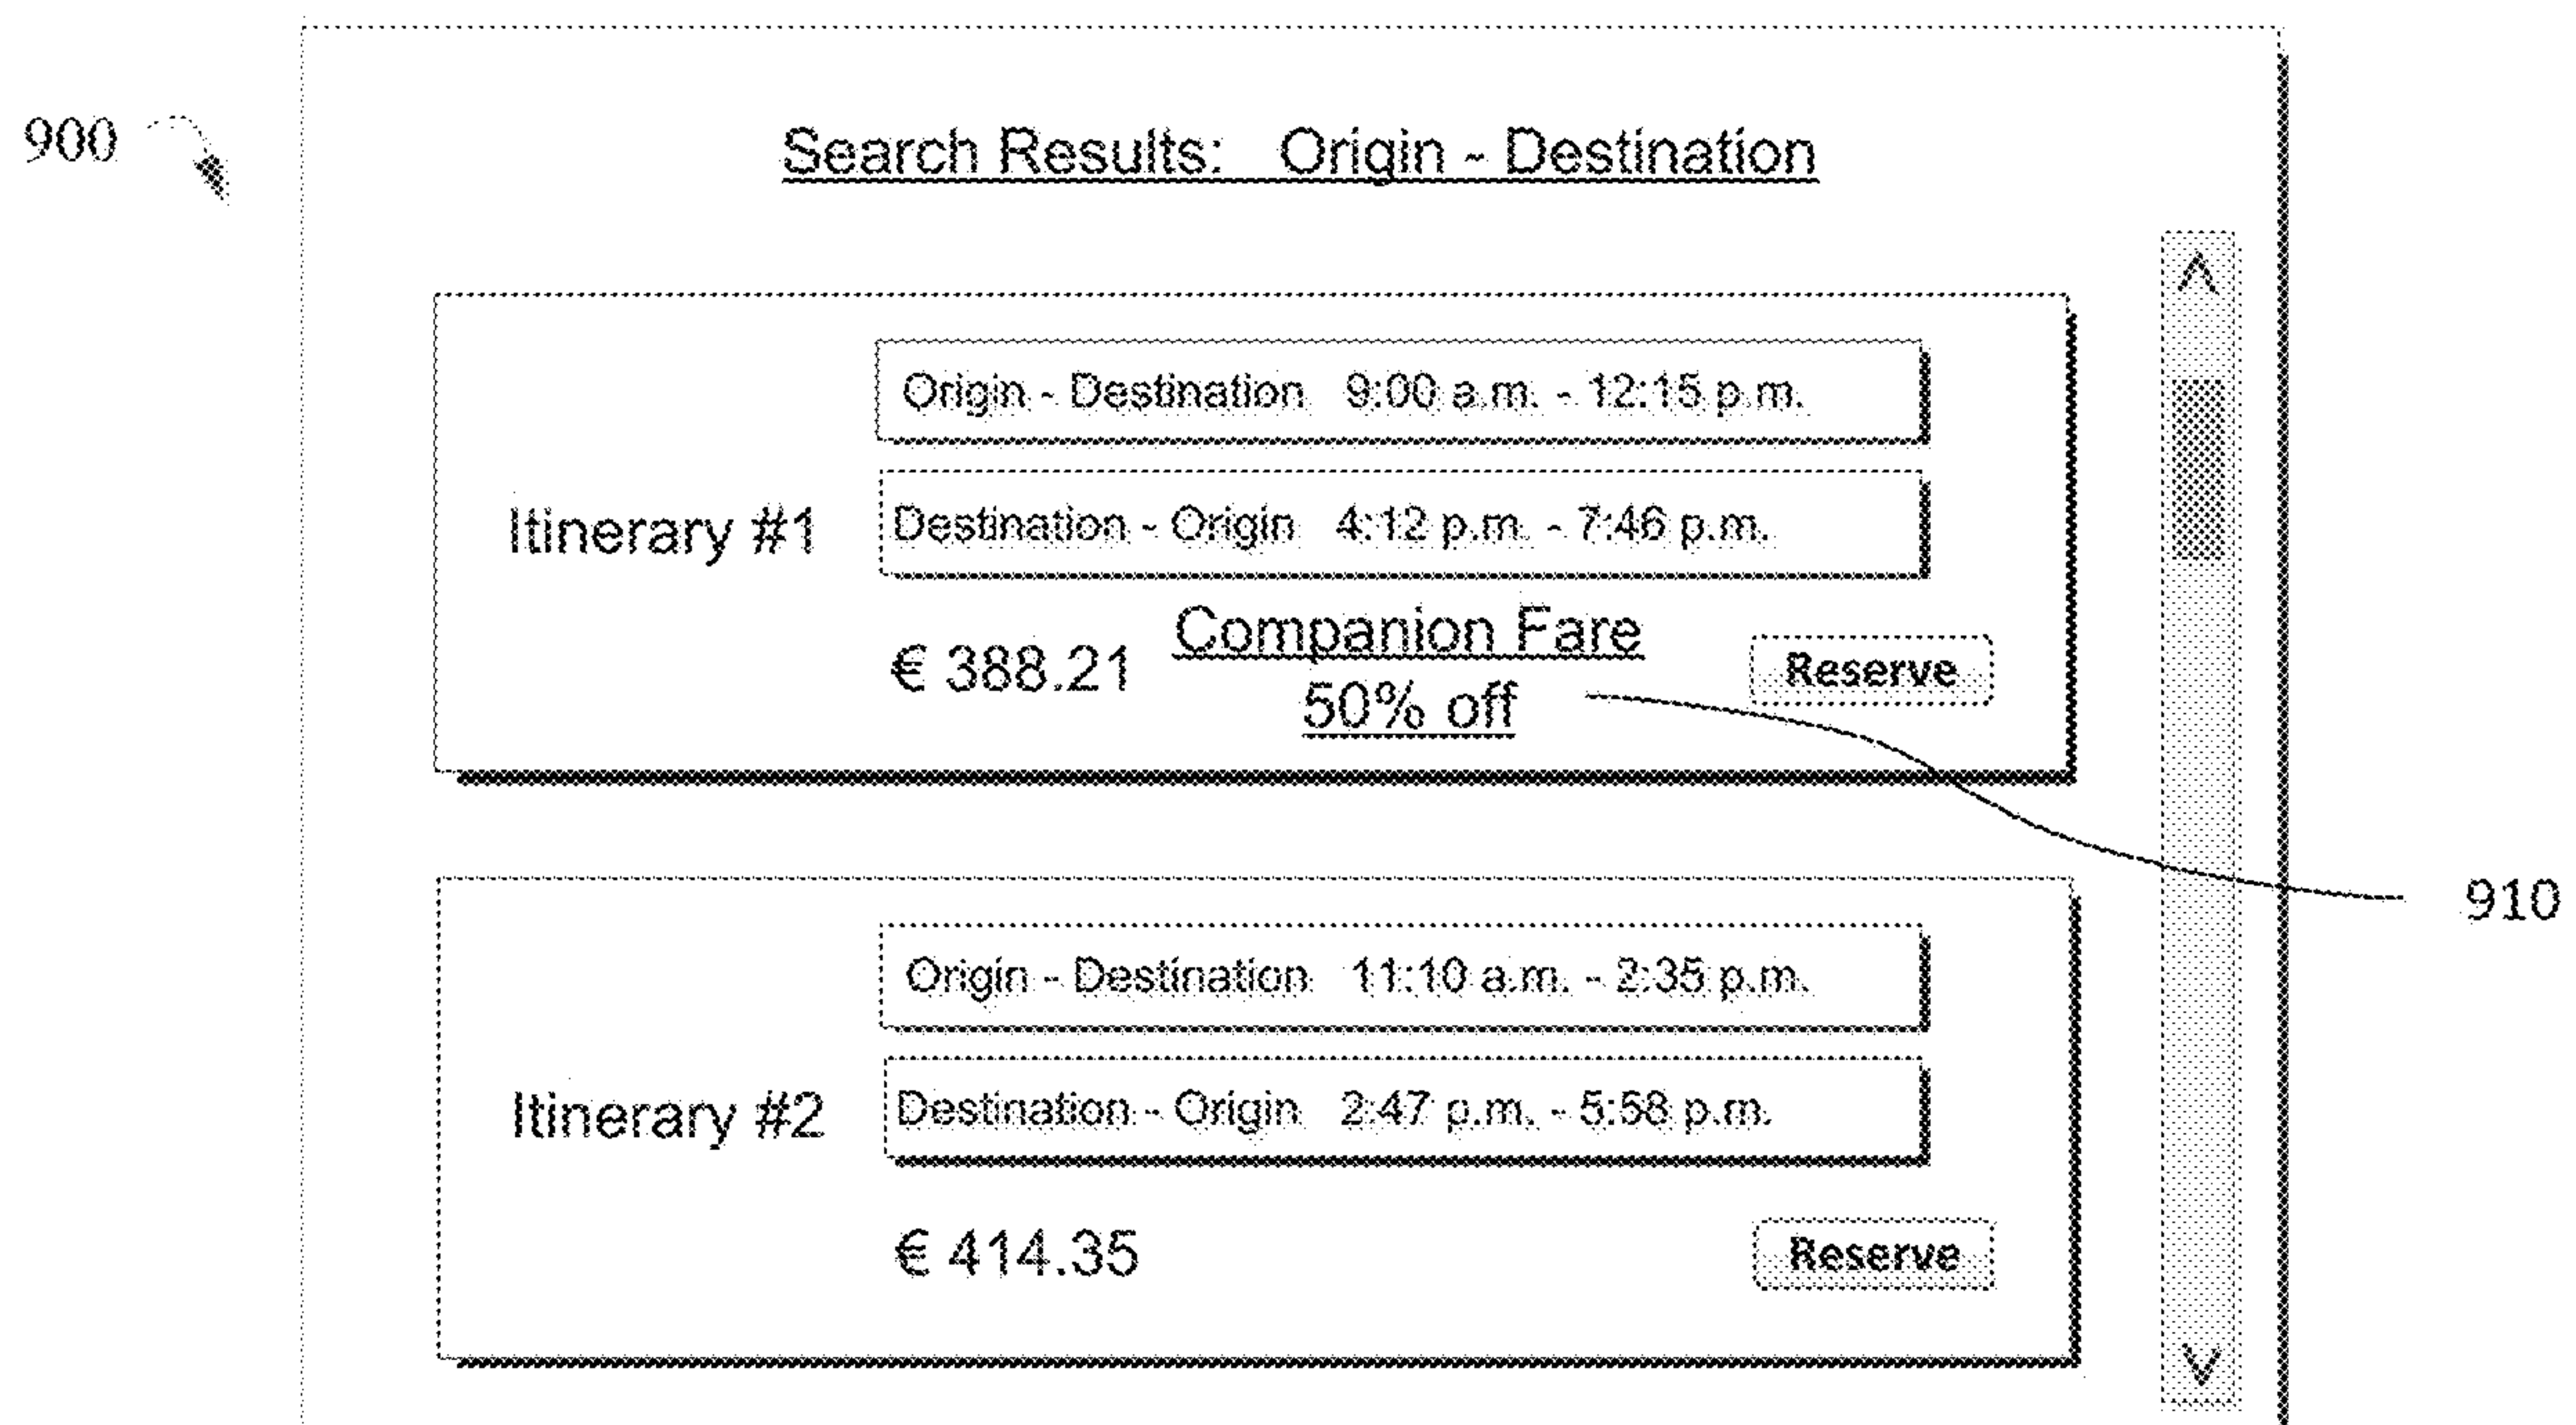 900
Search Results: Origin - Destination
Origin - Destination 9:00 a.m. - 12:15 p.m.
Itinerary #1
Destination - Origin 4:12 p.m. - 7:46 p.m.
€ 388.21
Companion Fare
50% off
Reserve
910
Origin - Destination 11:10 a.m. - 2:35 p.m.
Itinerary #2
Destination - Origin 2:47 p.m. - 5:58 p.m.
€ 414.35
Reserve